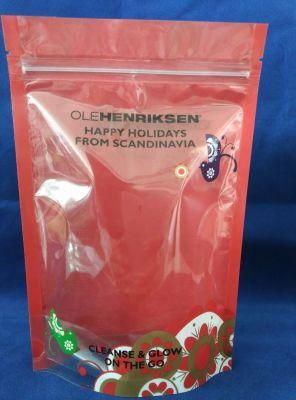 OLEHENRIKSEN
HAPPY HOLIDAYS
FROM SCANDINAVIA
CLEANSE & GLOW
ON THE GO